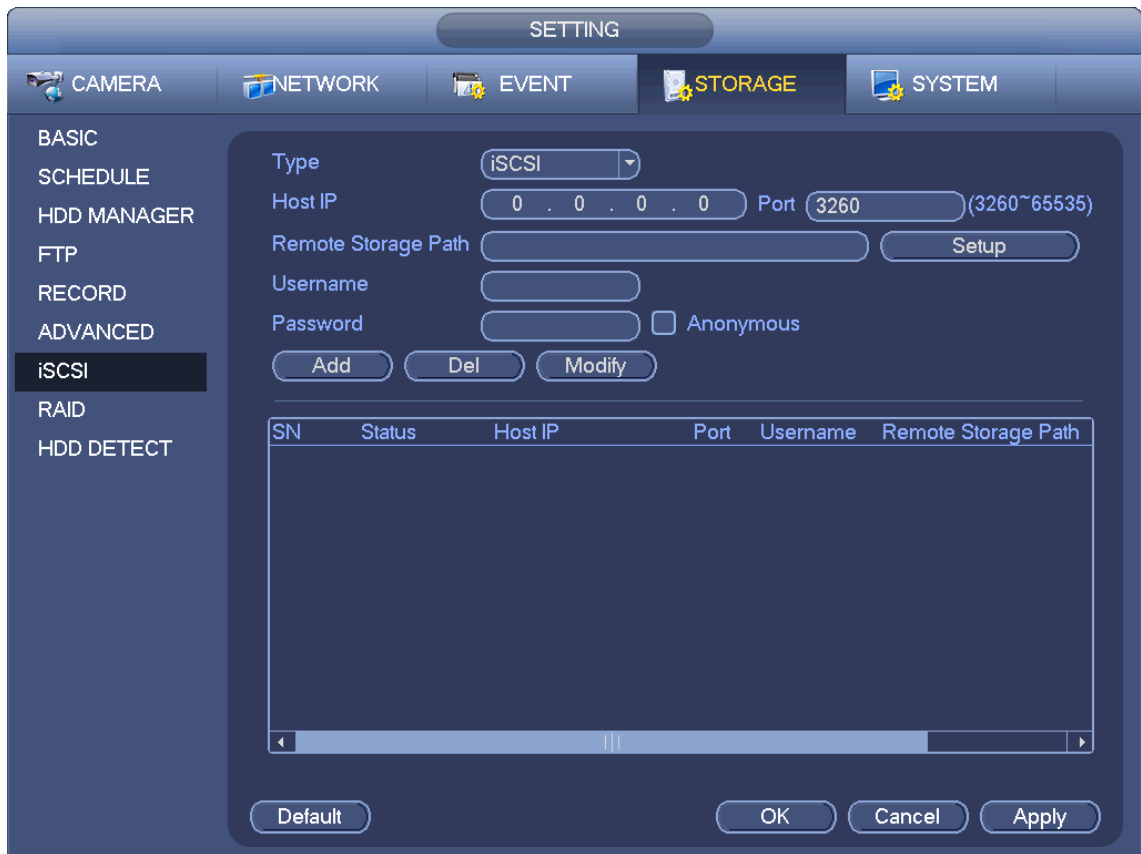 SETTING
CAMERA NETWORK EVENT STORAGE SYSTEM
BASIC
SCHEDULE
HDD MANAGER
FTP
RECORD
ADVANCED
iSCSI
RAID
HDD DETECT
Type iSCSI
Host IP 0 . 0 . 0 . 0 Port 3260 (3260~65535)
Remote Storage Path Setup
Username
Password Anonymous
Add Del Modify
SN Status Host IP Port Username Remote Storage Path
Default OK Cancel Apply